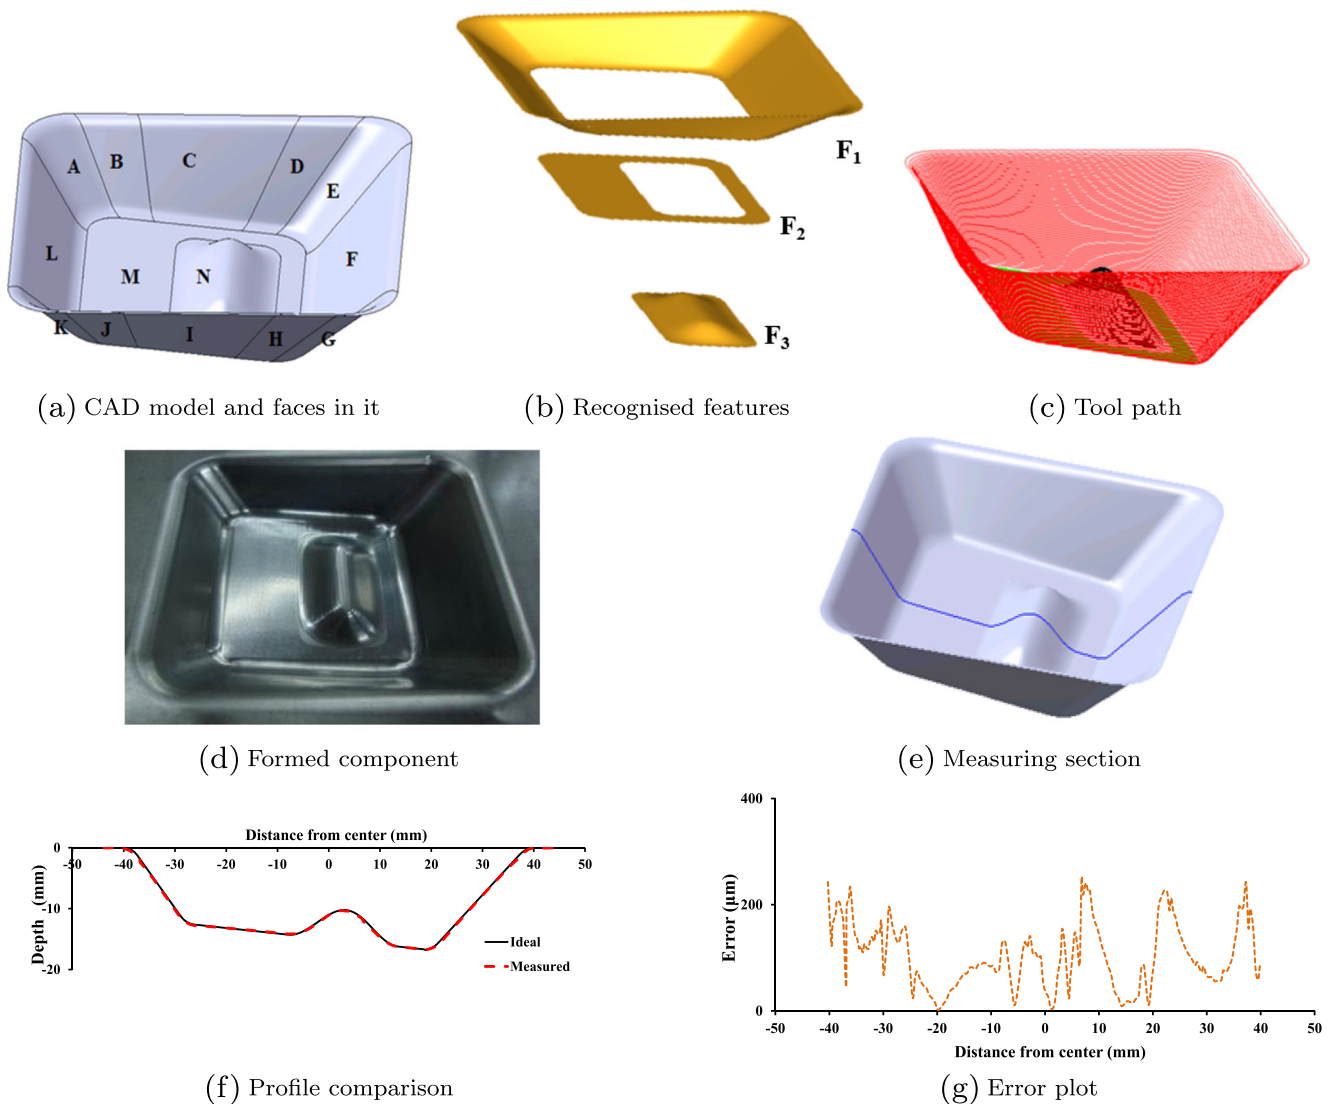 A
B
C
D
E
F
L
M
N
K
J
I
H
G
F1
F2
F3
(a) CAD model and faces in it
(b) Recognised features
(c) Tool path
(d) Formed component
(e) Measuring section
Distance from center (mm)
0
-50 -40 -30 -20 -10 0 10 20 30 40 50
-10
-20
Depth (mm)
Ideal
Measured
(f) Profile comparison
400
200
0
Error (µm)
-50 -40 -30 -20 -10 0 10 20 30 40 50
Distance from center (mm)
(g) Error plot